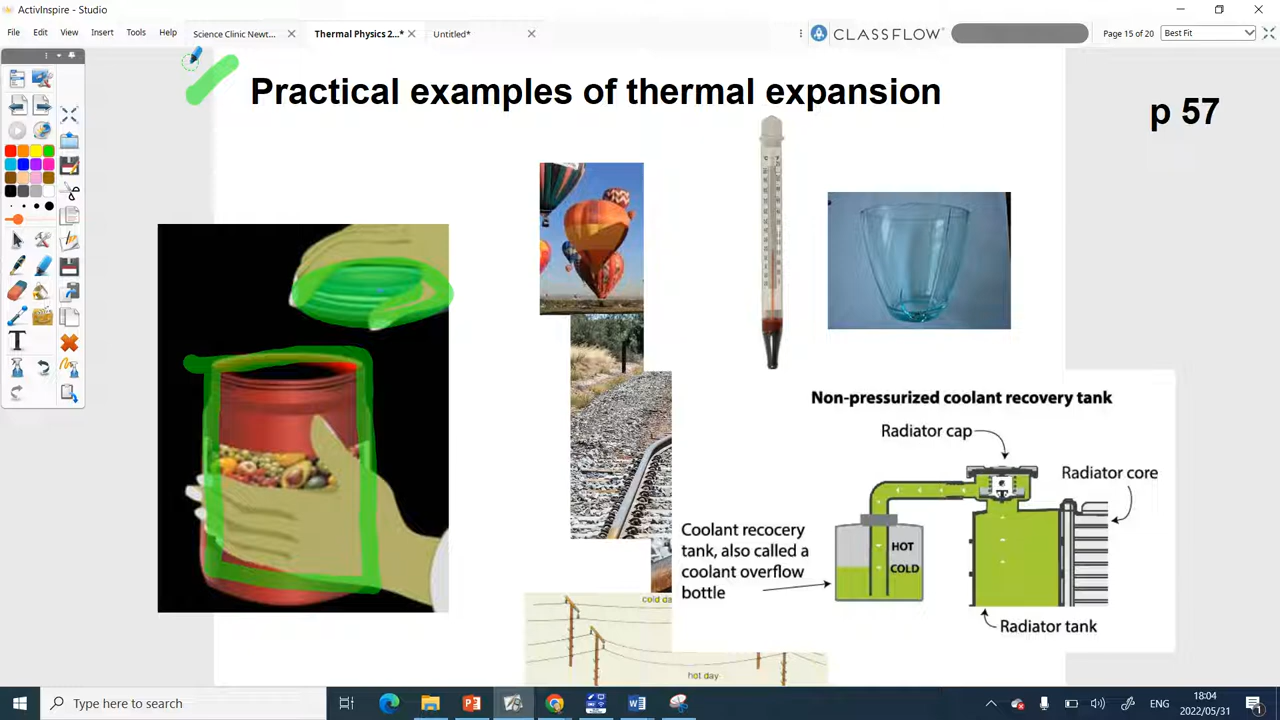 ActivInspire - Studio
File Edit View Insert Tools Help
Science Clinic Newt...
Thermal Physics 2...*
Untitled*
CLASSFLOW
Page 15 of 20
Best Fit
Practical examples of thermal expansion
p 57
Non-pressurized coolant recovery tank
Radiator cap
Radiator core
Coolant recocery
tank, also called a
coolant overflow
bottle
HOT
COLD
Radiator tank
cold da
hot day
Type here to search
18:04
2022/05/31